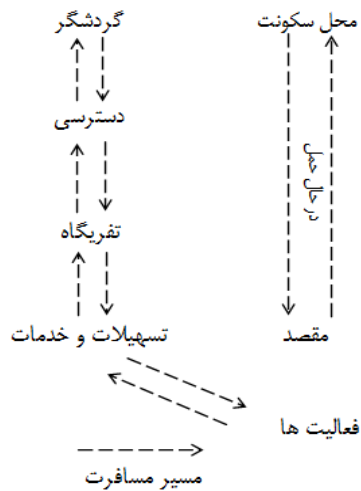 محل سکونت
گردشگر
دسترسی
در حال حمل
تفریگاه
مقصد
تسهیلات و خدمات
فعالیت ها
مسیر مسافرت